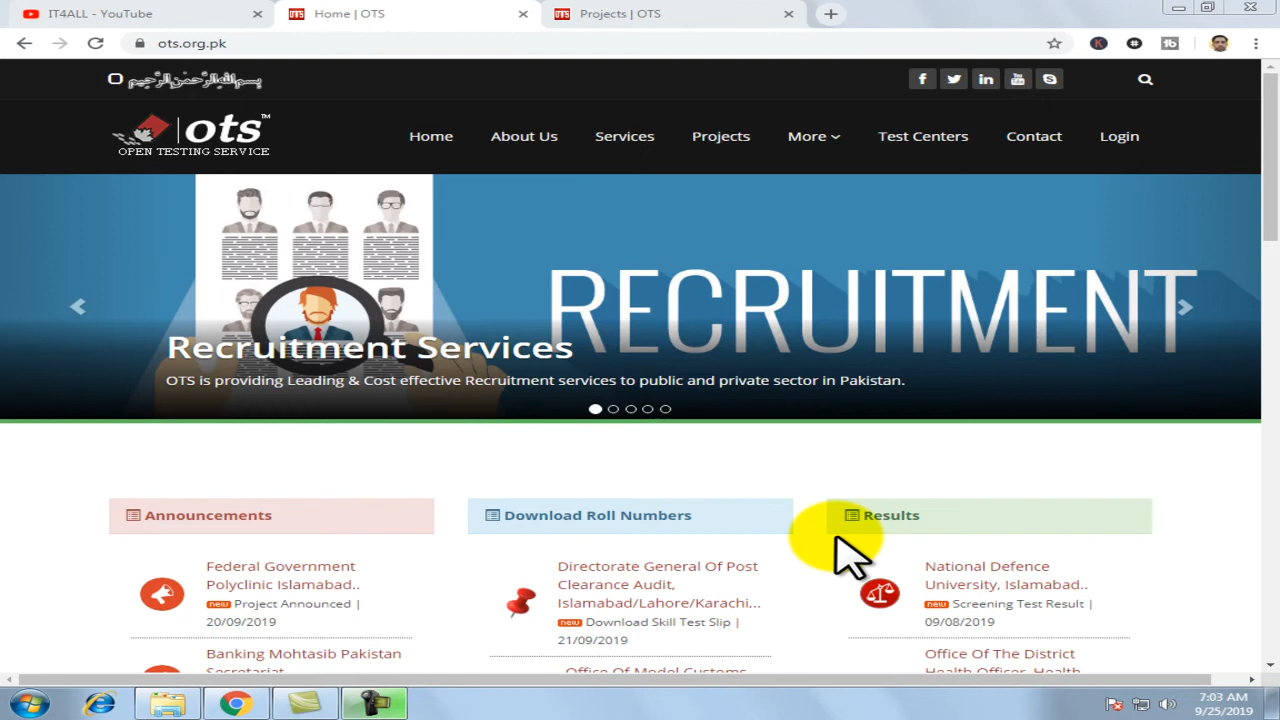 IT4ALL - YouTube
Home | OTS
Projects | OTS
ots.org.pk
بسم الله الرحمن الرحیم
ots™
OPEN TESTING SERVICE
Home
About Us
Services
Projects
More
Test Centers
Contact
Login
RECRUITMENT
Recruitment Services
OTS is providing Leading & Cost effective Recruitment services to public and private sector in Pakistan.
Announcements
Federal Government
Polyclinic Islamabad..
new Project Announced |
20/09/2019
Banking Mohtasib Pakistan
Secretariat
Download Roll Numbers
Directorate General Of Post
Clearance Audit,
Islamabad/Lahore/Karachi...
new Download Skill Test Slip |
21/09/2019
Office Of Model Customs
Results
National Defence
University, Islamabad..
new Screening Test Result |
09/08/2019
Office Of The District
Health Officer, Health
7:03 AM
9/25/2019